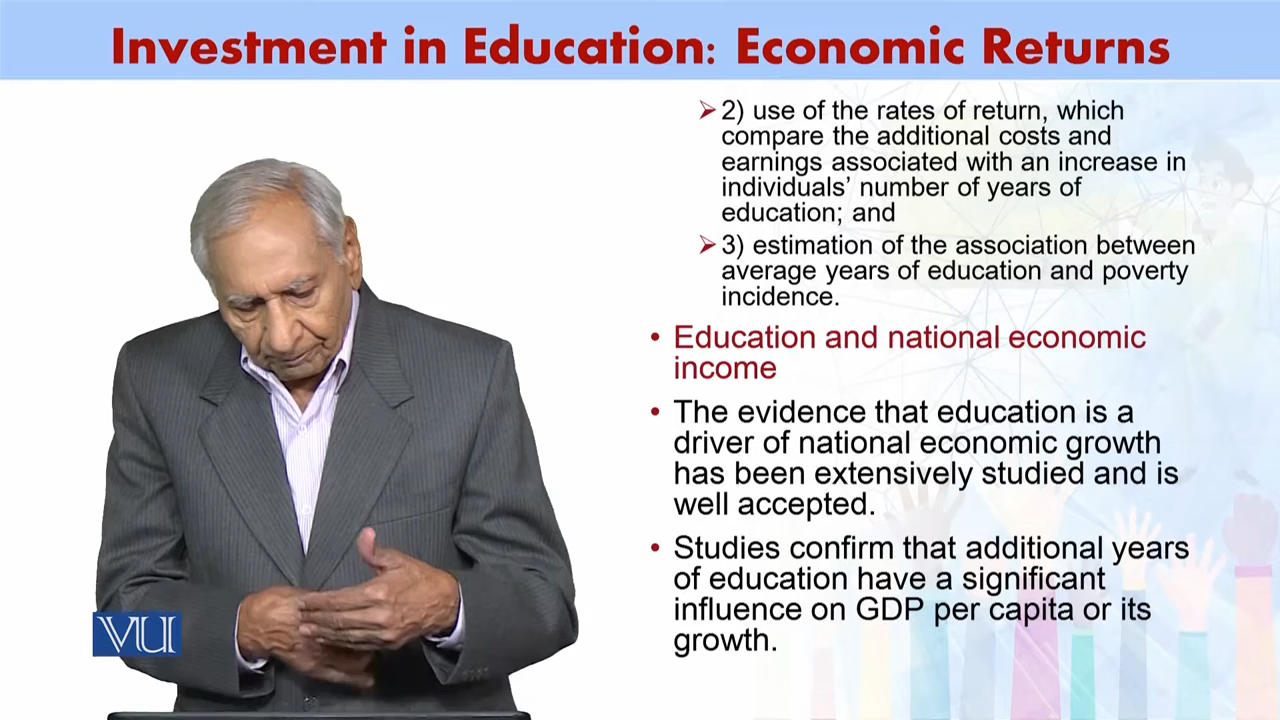 Investment in Education: Economic Returns
➢2) use of the rates of return, which
compare the additional costs and
earnings associated with an increase in
individuals’ number of years of
education; and
➢3) estimation of the association between
average years of education and poverty
incidence.
• Education and national economic
income
• The evidence that education is a
driver of national economic growth
has been extensively studied and is
well accepted.
• Studies confirm that additional years
of education have a significant
influence on GDP per capita or its
growth.
VU